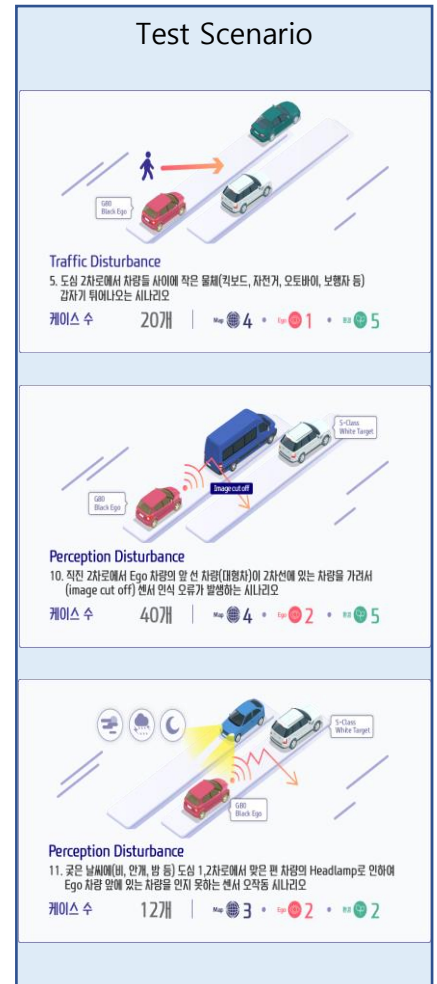 Test Scenario
G80
Black Ego
Traffic Disturbance
5. 도심 2차로에서 차량들 사이에 작은 물체(킥보드, 자전거, 오토바이, 보행자 등)
갑자기 튀어나오는 시나리오
케이스 수 20개 Map 4 Ego 1 환경 5
S-Class
White Target
G80
Black Ego
Image cut off
Perception Disturbance
10. 직진 2차로에서 Ego 차량의 앞 선 차량(대형차)이 2차선에 있는 차량을 가려서
(image cut off) 센서 인식 오류가 발생하는 시나리오
케이스 수 40개 Map 4 Ego 2 환경 5
S-Class
White Target
G80
Black Ego
Perception Disturbance
11. 궂은 날씨에(비, 안개, 밤 등) 도심 1,2차로에서 맞은 편 차량의 Headlamp로 인하여
Ego 차량 앞에 있는 차량을 인지 못하는 센서 오작동 시나리오
케이스 수 12개 Map 3 Ego 2 환경 2